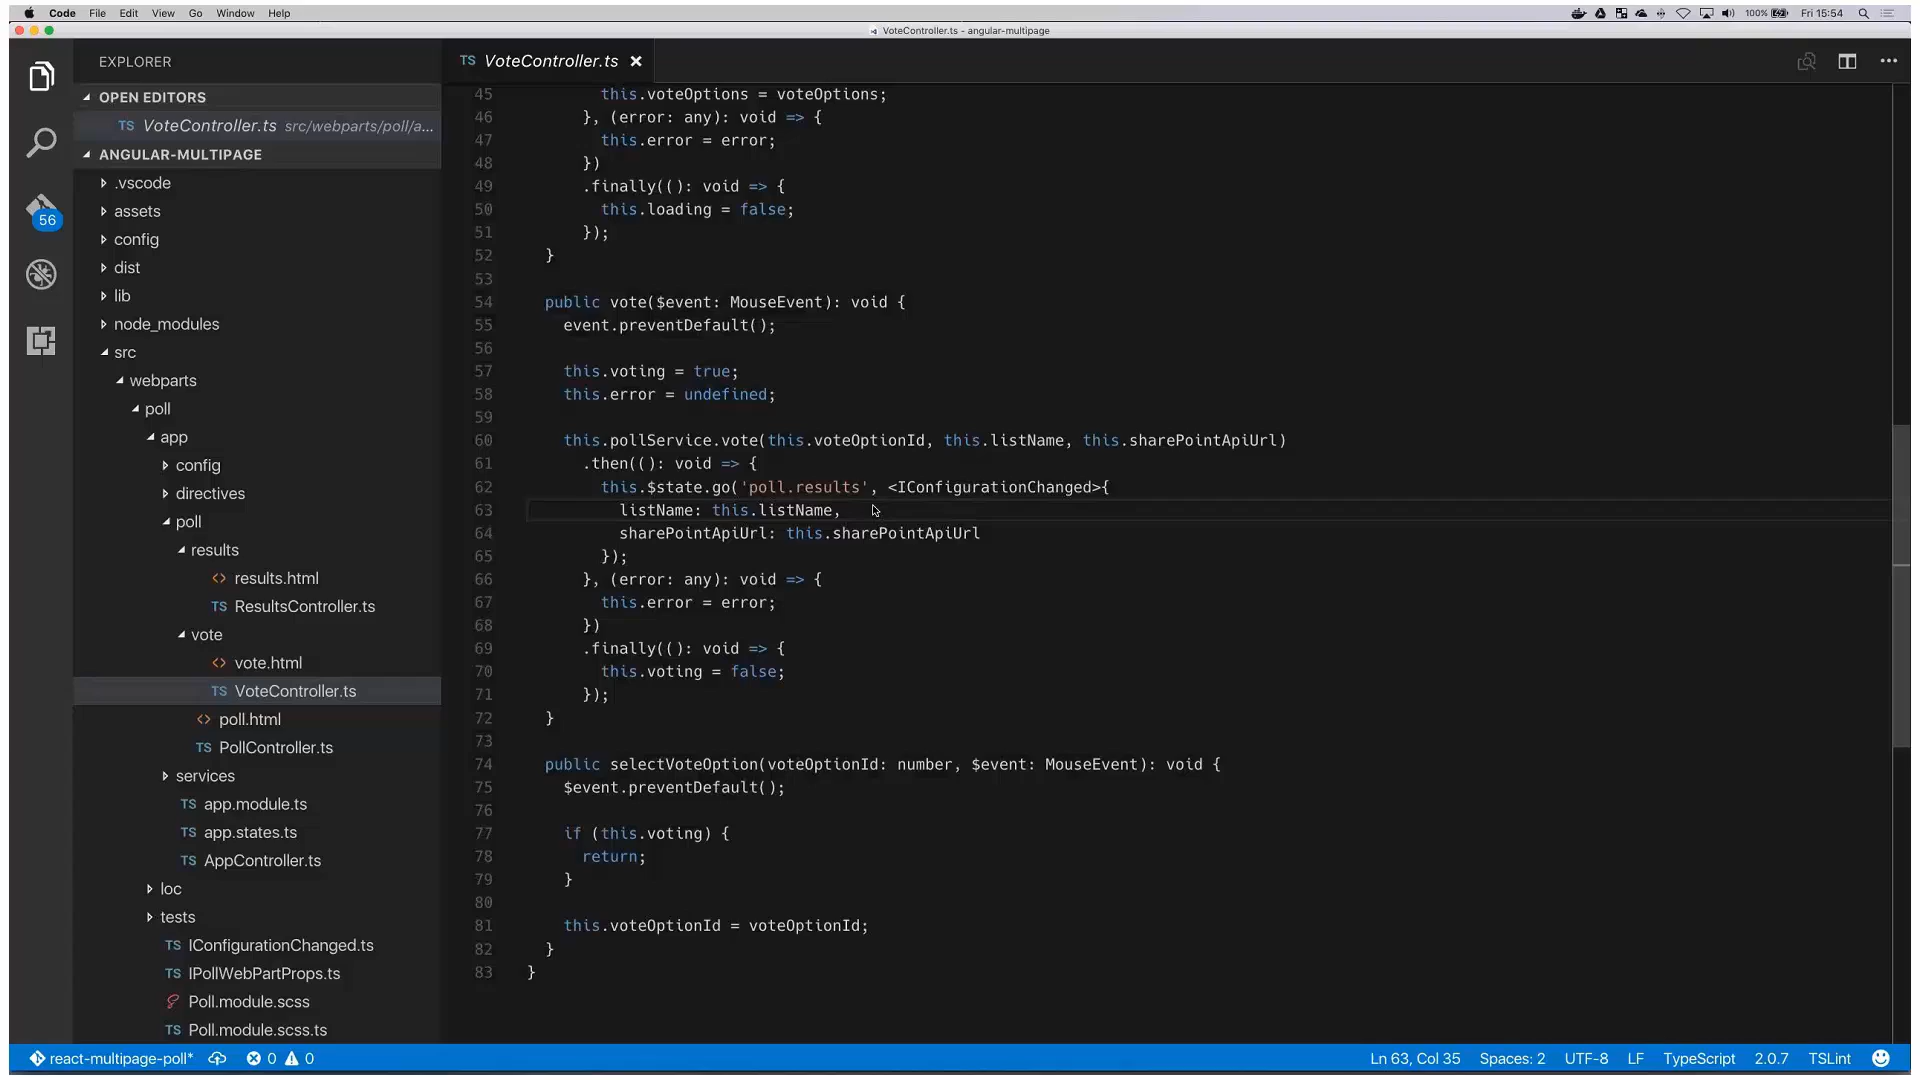 Code File Edit View Go Window Help 100% Fri 15:54
VoteController.ts - angular-multipage
EXPLORER
OPEN EDITORS
TS VoteController.ts src/webparts/poll/a...
ANGULAR-MULTIPAGE
.vscode
assets
config
dist
lib
node_modules
src
webparts
poll
app
config
directives
poll
results
<> results.html
TS ResultsController.ts
vote
<> vote.html
TS VoteController.ts
<> poll.html
TS PollController.ts
services
TS app.module.ts
TS app.states.ts
TS AppController.ts
loc
tests
TS IConfigurationChanged.ts
TS IPollWebPartProps.ts
Poll.module.scss
TS Poll.module.scss.ts
56
TS VoteController.ts
45 this.voteOptions = voteOptions;
46 }, (error: any): void => {
47 this.error = error;
48 })
49 .finally((): void => {
50 this.loading = false;
51 });
52 }
53
54 public vote($event: MouseEvent): void {
55 event.preventDefault();
56
57 this.voting = true;
58 this.error = undefined;
59
60 this.pollService.vote(this.voteOptionId, this.listName, this.sharePointApiUrl)
61 .then((): void => {
62 this.$state.go('poll.results', <IConfigurationChanged>{
63 listName: this.listName,
64 sharePointApiUrl: this.sharePointApiUrl
65 });
66 }, (error: any): void => {
67 this.error = error;
68 })
69 .finally((): void => {
70 this.voting = false;
71 });
72 }
73
74 public selectVoteOption(voteOptionId: number, $event: MouseEvent): void {
75 $event.preventDefault();
76
77 if (this.voting) {
78 return;
79 }
80
81 this.voteOptionId = voteOptionId;
82 }
83 }
react-multipage-poll* 0 0 Ln 63, Col 35 Spaces: 2 UTF-8 LF TypeScript 2.0.7 TSLint